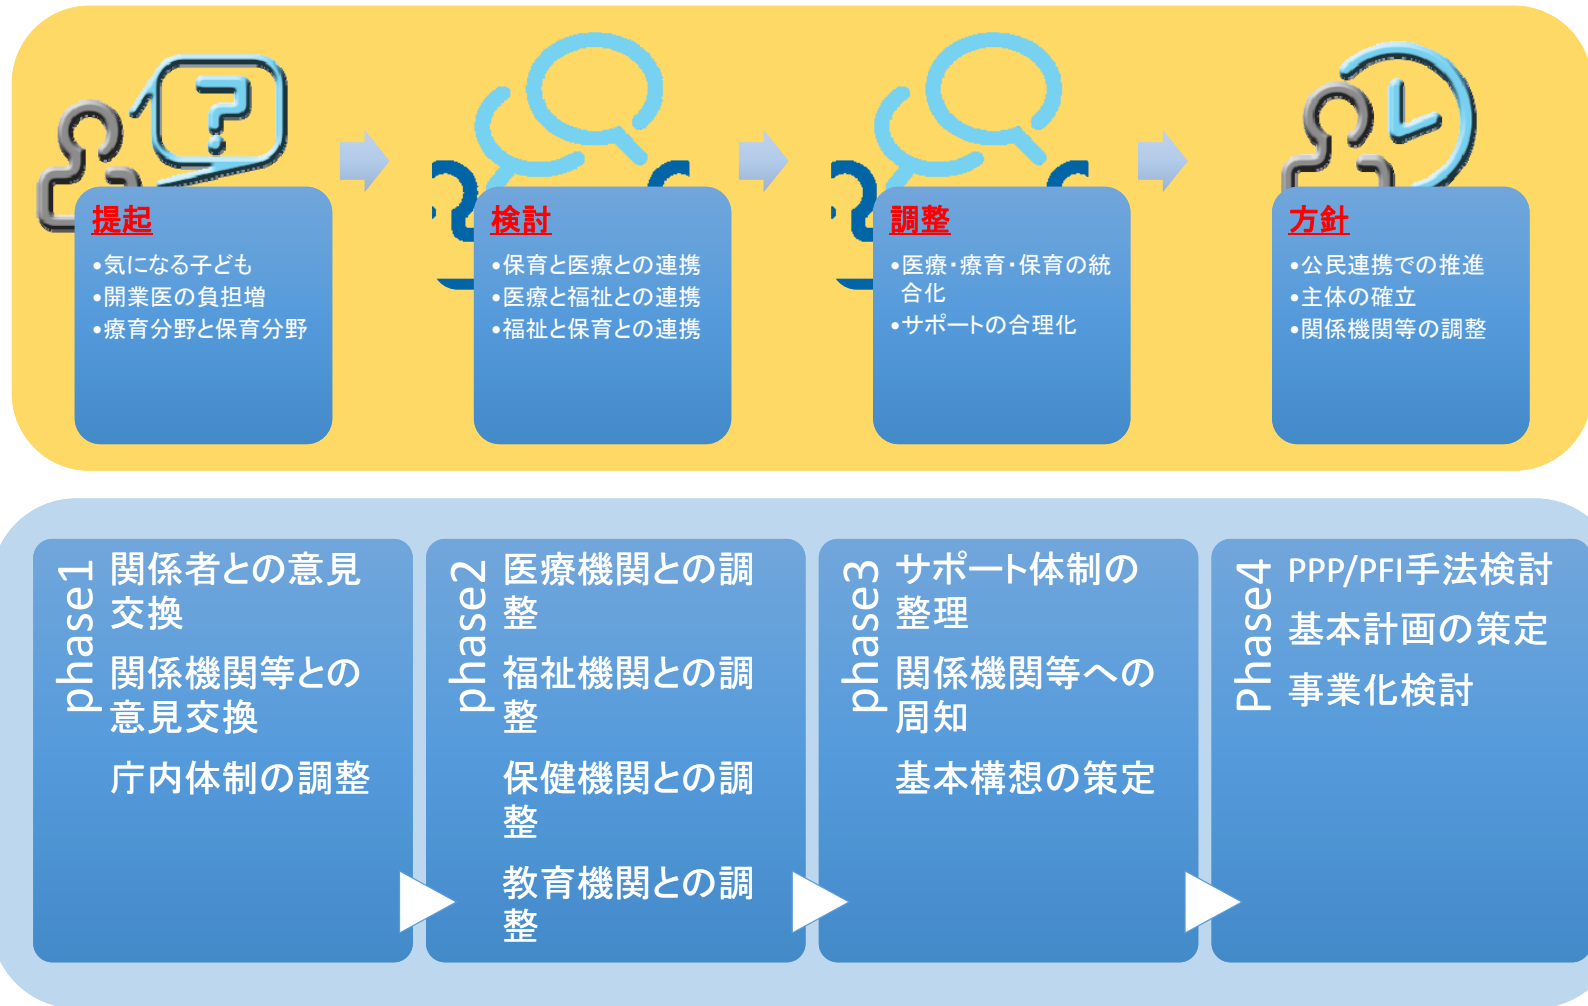 ?
提起
•気になる子ども
•開業医の負担増
•療育分野と保育分野
検討
•保育と医療との連携
•医療と福祉との連携
•福祉と保育との連携
調整
•医療・療育・保育の統
合化
•サポートの合理化
方針
•公民連携での推進
•主体の確立
•関係機関等の調整
phase1
関係者との意見
交換
関係機関等との
意見交換
庁内体制の調整
phase2
医療機関との調
整
福祉機関との調
整
保健機関との調
整
教育機関との調
整
phase3
サポート体制の
整理
関係機関等への
周知
基本構想の策定
Phase4
PPP/PFI手法検討
基本計画の策定
事業化検討